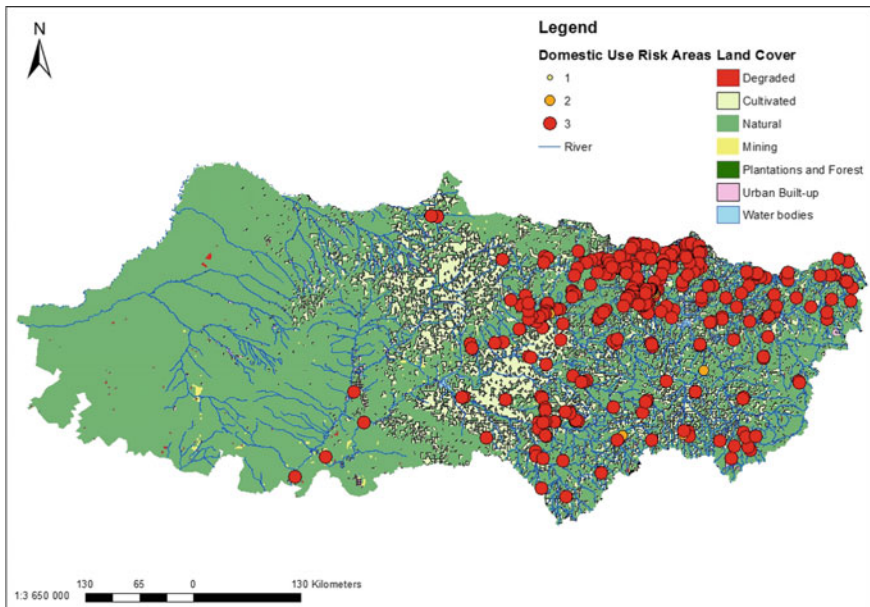 N
Legend
Domestic Use Risk Areas Land Cover
1
2
3
River
Degraded
Cultivated
Natural
Mining
Plantations and Forest
Urban Built-up
Water bodies
130 65 0 130 Kilometers
1:3 650 000